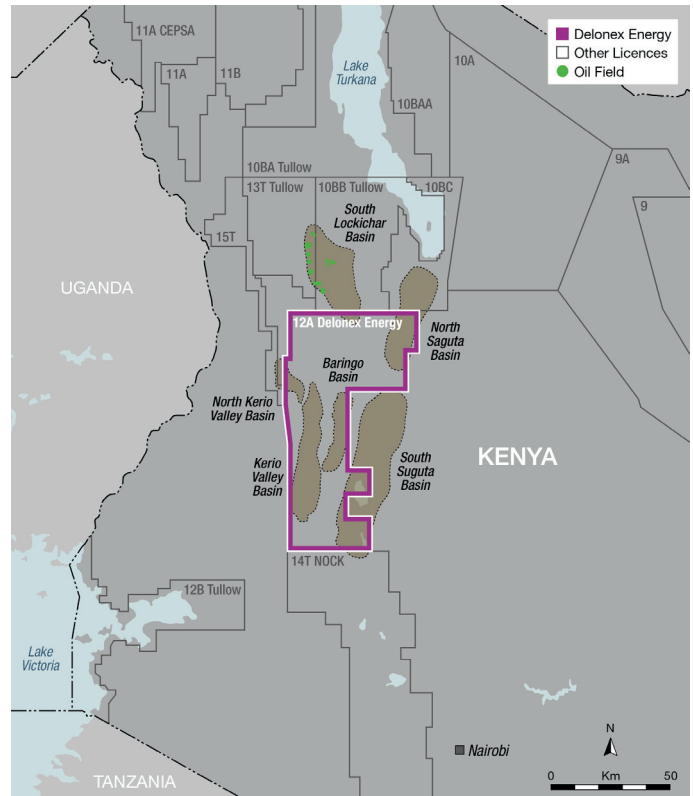 11A CEPSA
11A
11B
Lake
Turkana
10BAA
10A
Delonex Energy
Other Licences
Oil Field
9A
9
10BA Tullow
13T Tullow
10BB Tullow
10BC
South
Lockichar
Basin
15T
UGANDA
12A Delonex Energy
North
Saguta
Basin
Baringo
Basin
North Kerio
Valley Basin
Kerio
Valley
Basin
South
Suguta
Basin
KENYA
14T NOCK
12B Tullow
Lake
Victoria
Nairobi
N
TANZANIA
0 Km 50